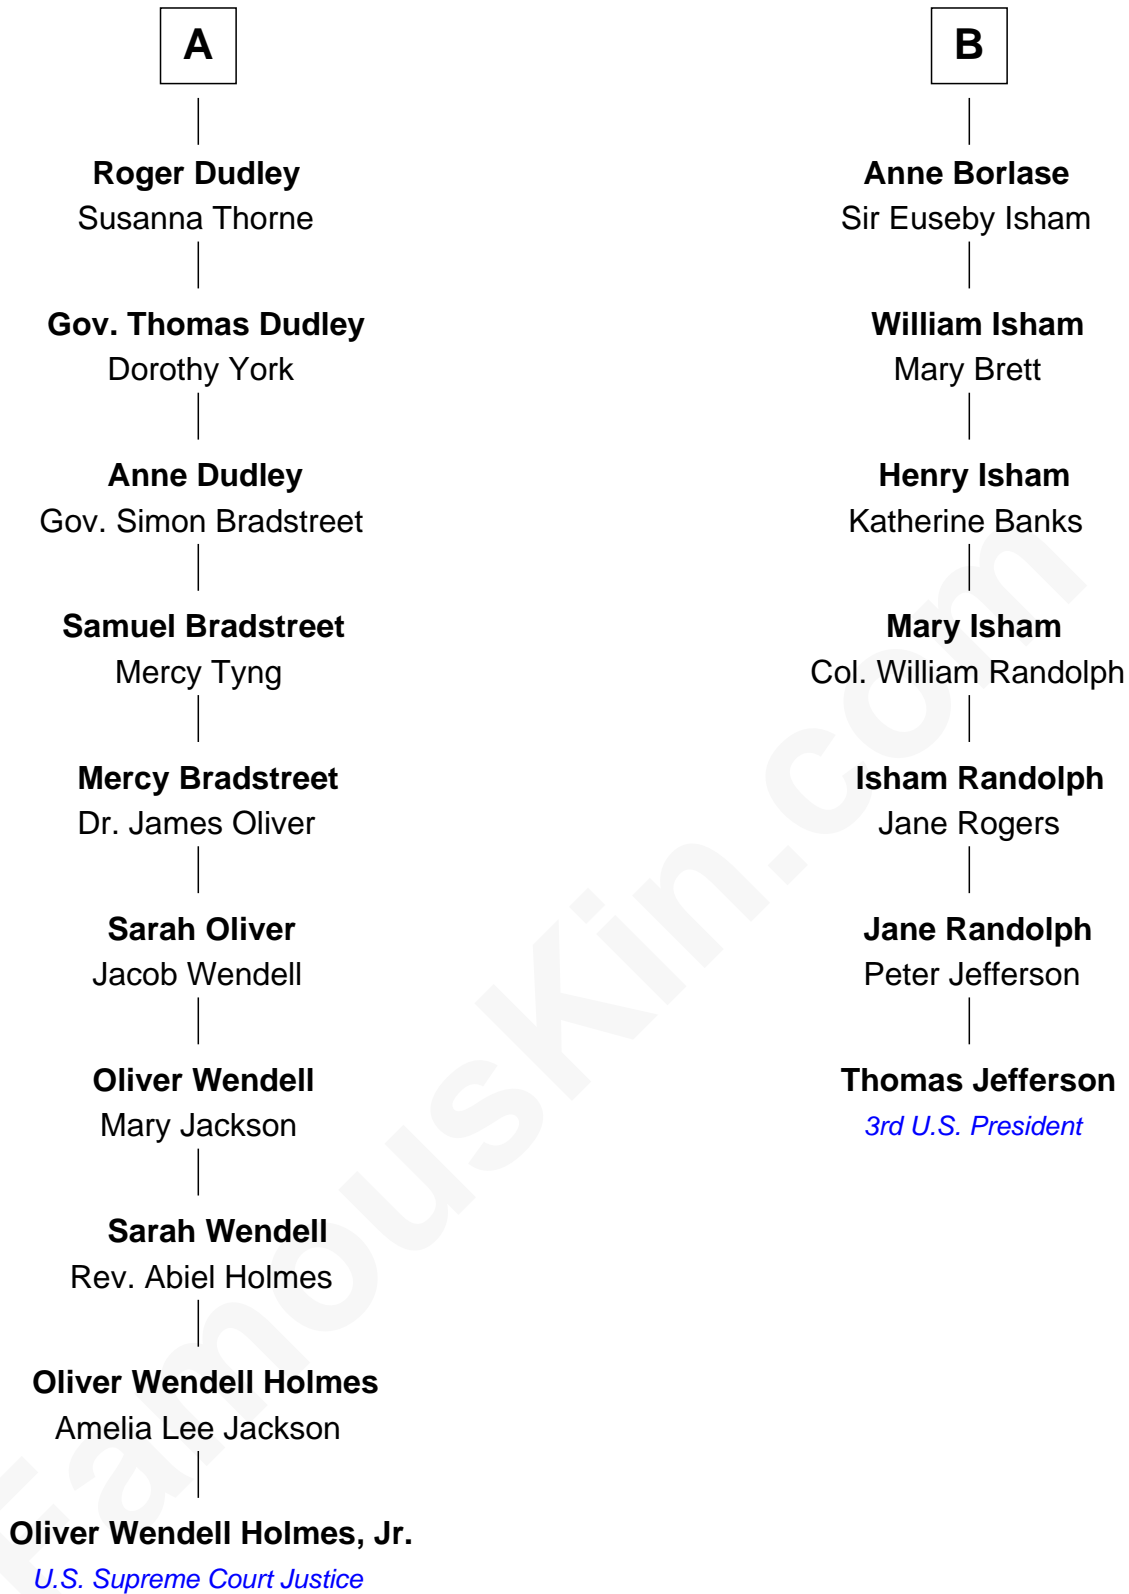 A
Roger Dudley
Susanna Thorne
Gov. Thomas Dudley
Dorothy York
Anne Dudley
Gov. Simon Bradstreet
Samuel Bradstreet
Mercy Tyng
Mercy Bradstreet
Dr. James Oliver
Sarah Oliver
Jacob Wendell
Oliver Wendell
Mary Jackson
Sarah Wendell
Rev. Abiel Holmes
Oliver Wendell Holmes
Amelia Lee Jackson
Oliver Wendell Holmes, Jr.
U.S. Supreme Court Justice
B
Anne Borlase
Sir Euseby Isham
William Isham
Mary Brett
Henry Isham
Katherine Banks
Mary Isham
Col. William Randolph
Isham Randolph
Jane Rogers
Jane Randolph
Peter Jefferson
Thomas Jefferson
3rd U.S. President
FamousKin.com